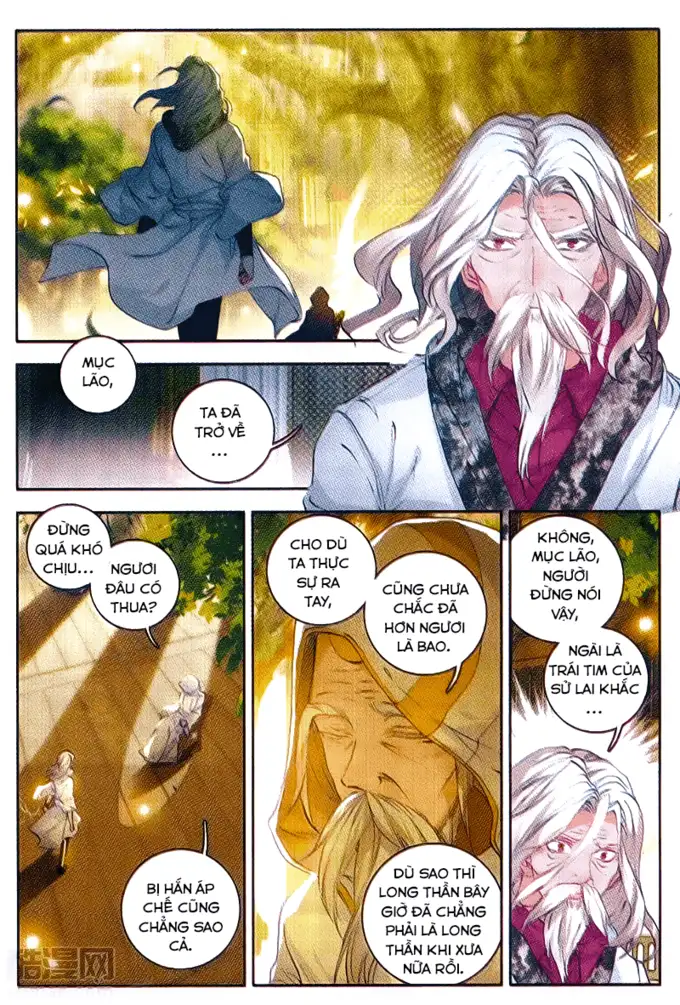 MỤC
LÃO,
TA ĐÃ
TRỞ VỀ
...
ĐỪNG
QUÁ KHÓ
CHỊU...
NGƯƠI
ĐÂU CÓ
THUA?
BỊ HẮN ÁP
CHẾ CŨNG
CHẲNG SAO
CẢ.
CHO DÙ
TA THỰC
SỰ RA
TAY,
CŨNG CHƯA
CHẮC ĐÃ
HƠN NGƯƠI
LÀ BAO.
DÙ SAO THÌ
LONG THẦN BÂY
GIỜ ĐÃ CHẲNG
PHẢI LÀ LONG
THẦN KHI XƯA
NỮA RỒI.
KHÔNG,
MỤC LÃO,
NGƯỜI
ĐỪNG NÓI
VẬY,
NGÀI LÀ
TRÁI TIM CỦA
SỬ LAI KHẮC
...
漫网